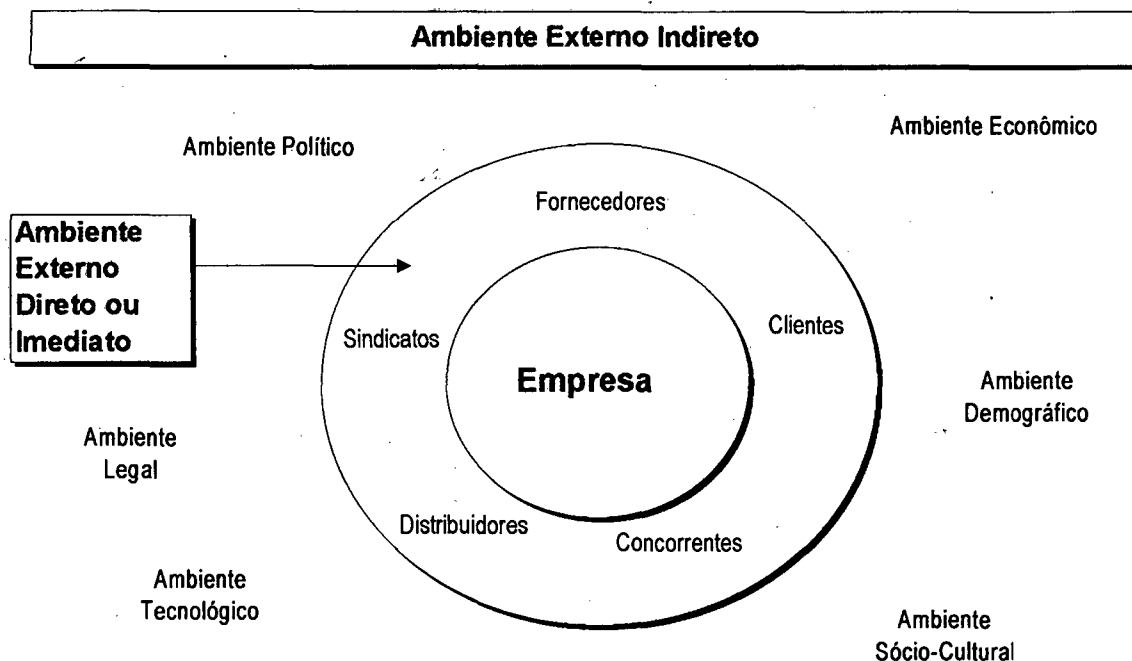 Ambiente Externo Indireto
Ambiente Político
Ambiente Econômico
Fornecedores
Ambiente
Externo
Direto ou
Imediato
Sindicatos
Clientes
Empresa
Ambiente
Demográfico
Ambiente
Legal
Distribuidores
Concorrentes
Ambiente
Tecnológico
Ambiente
Sócio-Cultural